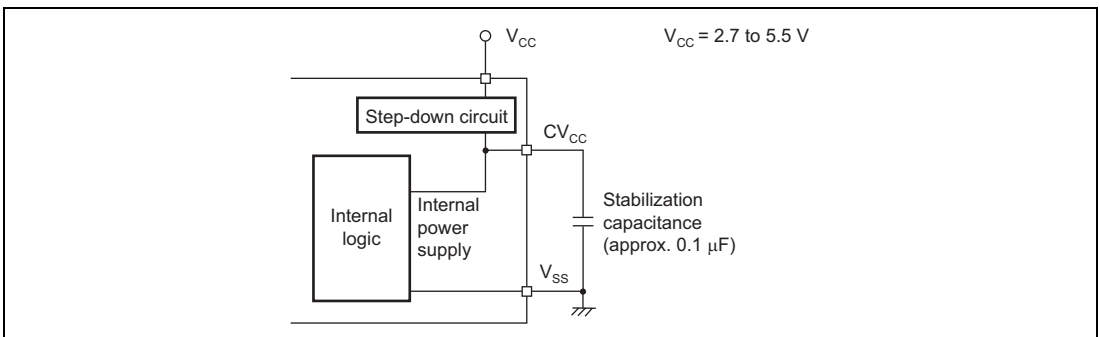 V_CC
V_CC = 2.7 to 5.5 V
Step-down circuit
CV_CC
Internal
logic
Internal
power
supply
Stabilization
capacitance
(approx. 0.1 μF)
V_SS